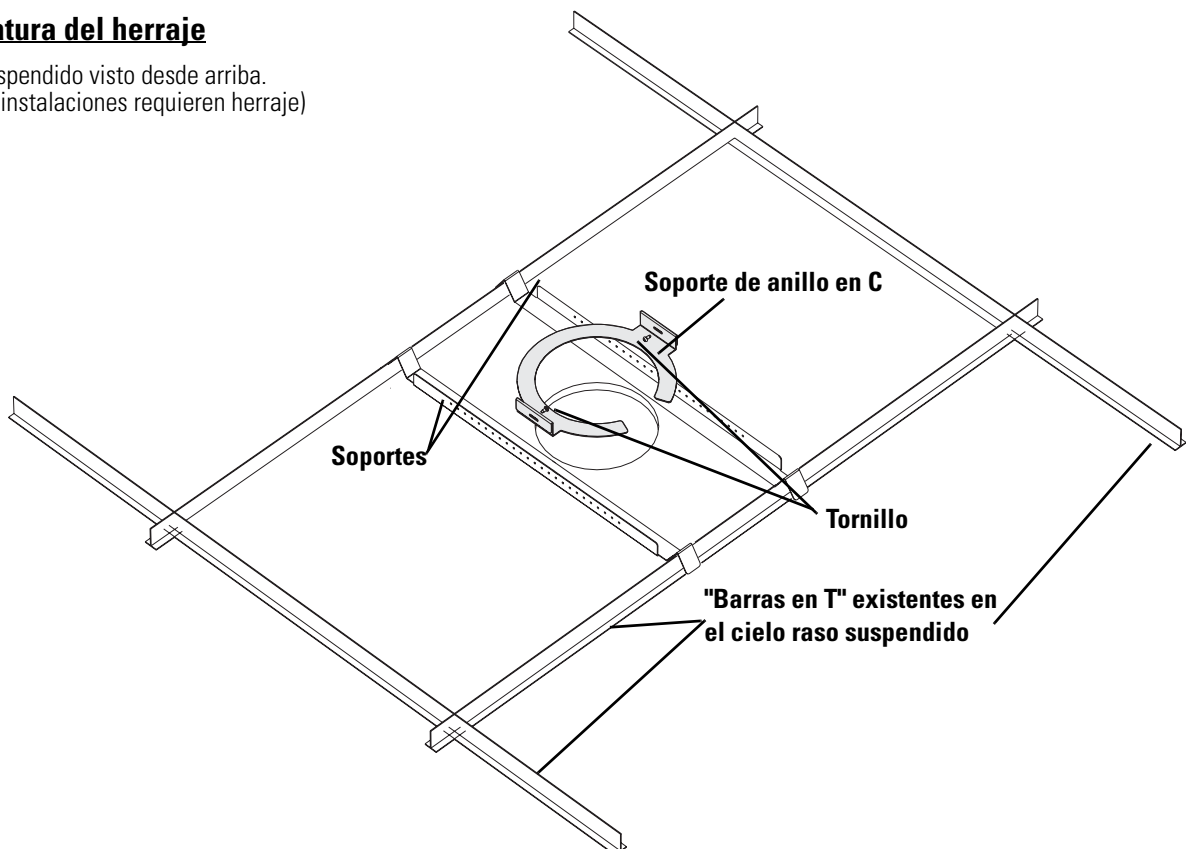 atura del herraje
spendido visto desde arriba.
instalaciones requieren herraje)
Soporte de anillo en C
Soportes
Tornillo
"Barras en T" existentes en
el cielo raso suspendido